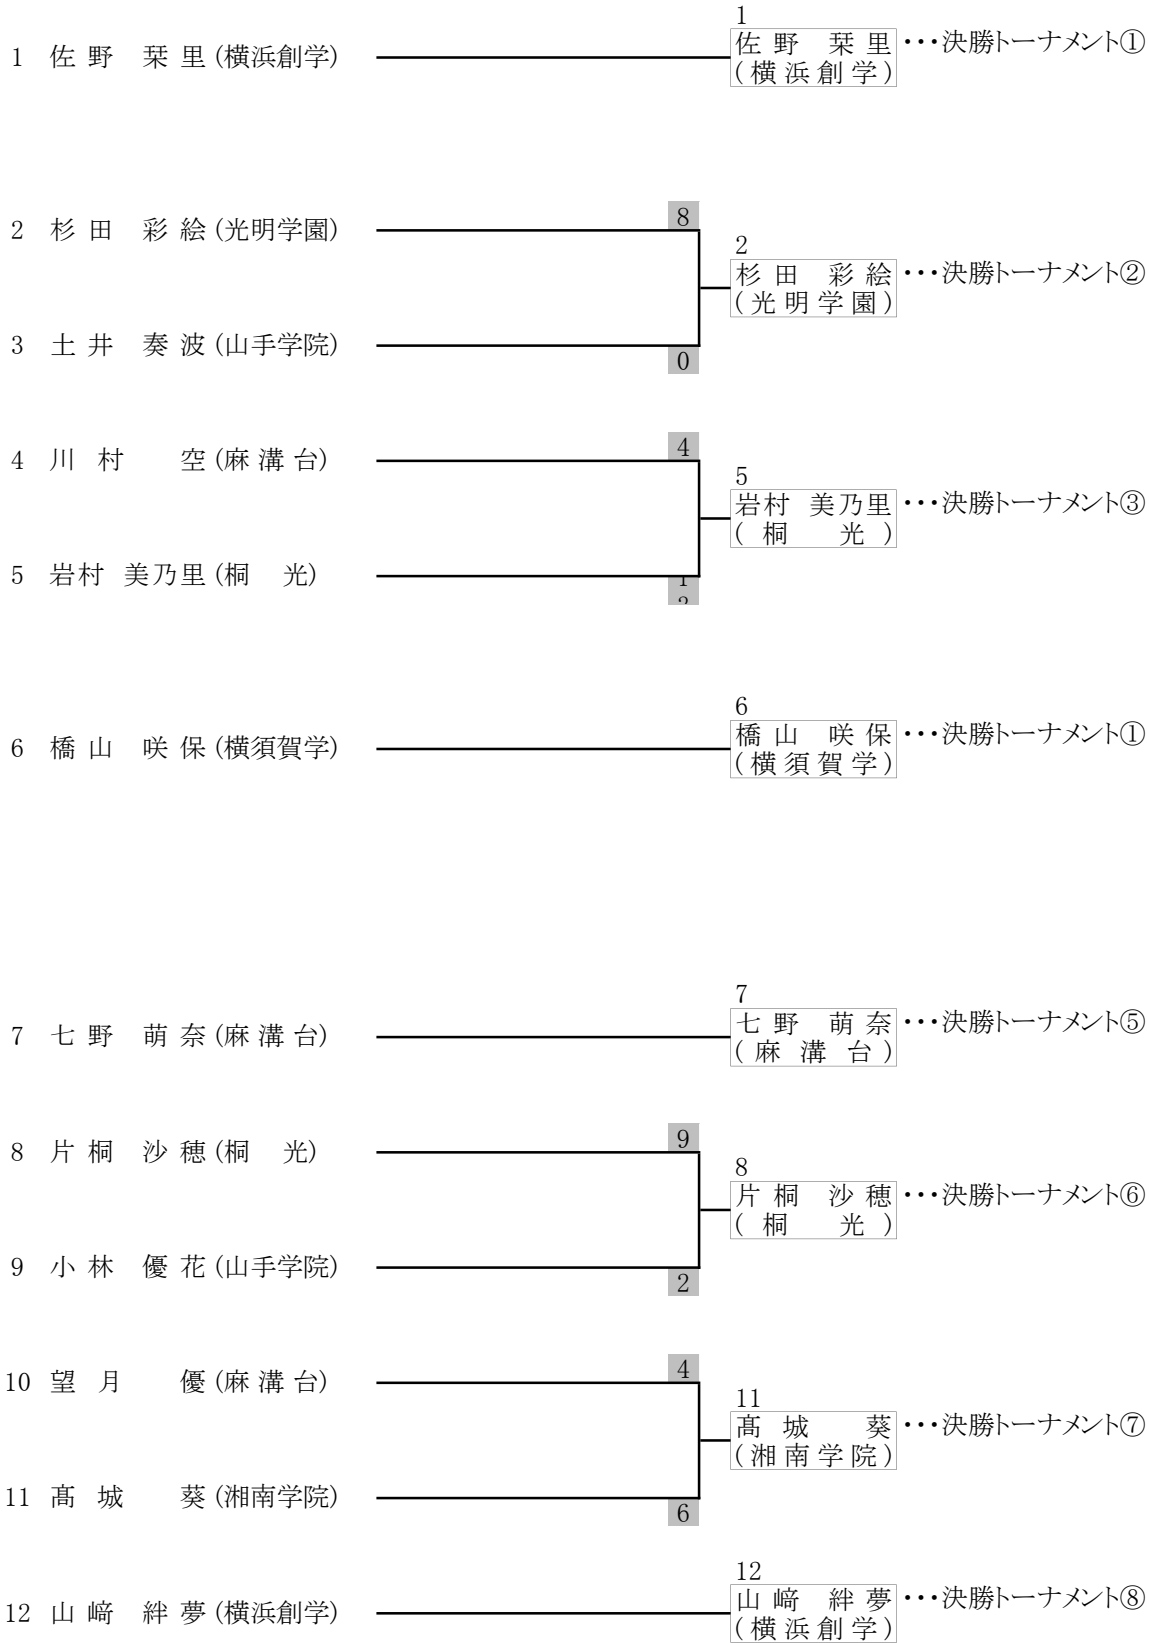 1
1 佐野 栞里 (横浜創学)
佐野 栞里 ・・・決勝トーナメント①
(横浜創学)
2 杉田 彩絵 (光明学園)
8
2
杉田 彩絵 ・・・決勝トーナメント②
(光明学園)
3 土井 奏波 (山手学院)
0
4 川村 空 (麻溝台)
4
5
岩村 美乃里 ・・・決勝トーナメント③
(桐 光)
5 岩村 美乃里 (桐 光)
1
6
6 橋山 咲保 (横須賀学)
橋山 咲保 ・・・決勝トーナメント①
(横須賀学)
7
7 七野 萌奈 (麻溝台)
七野 萌奈 ・・・決勝トーナメント⑤
(麻溝台)
8 片桐 沙穂 (桐 光)
9
8
片桐 沙穂 ・・・決勝トーナメント⑥
(桐 光)
9 小林 優花 (山手学院)
2
10 望月 優 (麻溝台)
4
11
髙城 葵 ・・・決勝トーナメント⑦
(湘南学院)
11 髙城 葵 (湘南学院)
6
12
12 山﨑 絆夢 (横浜創学)
山﨑 絆夢 ・・・決勝トーナメント⑧
(横浜創学)